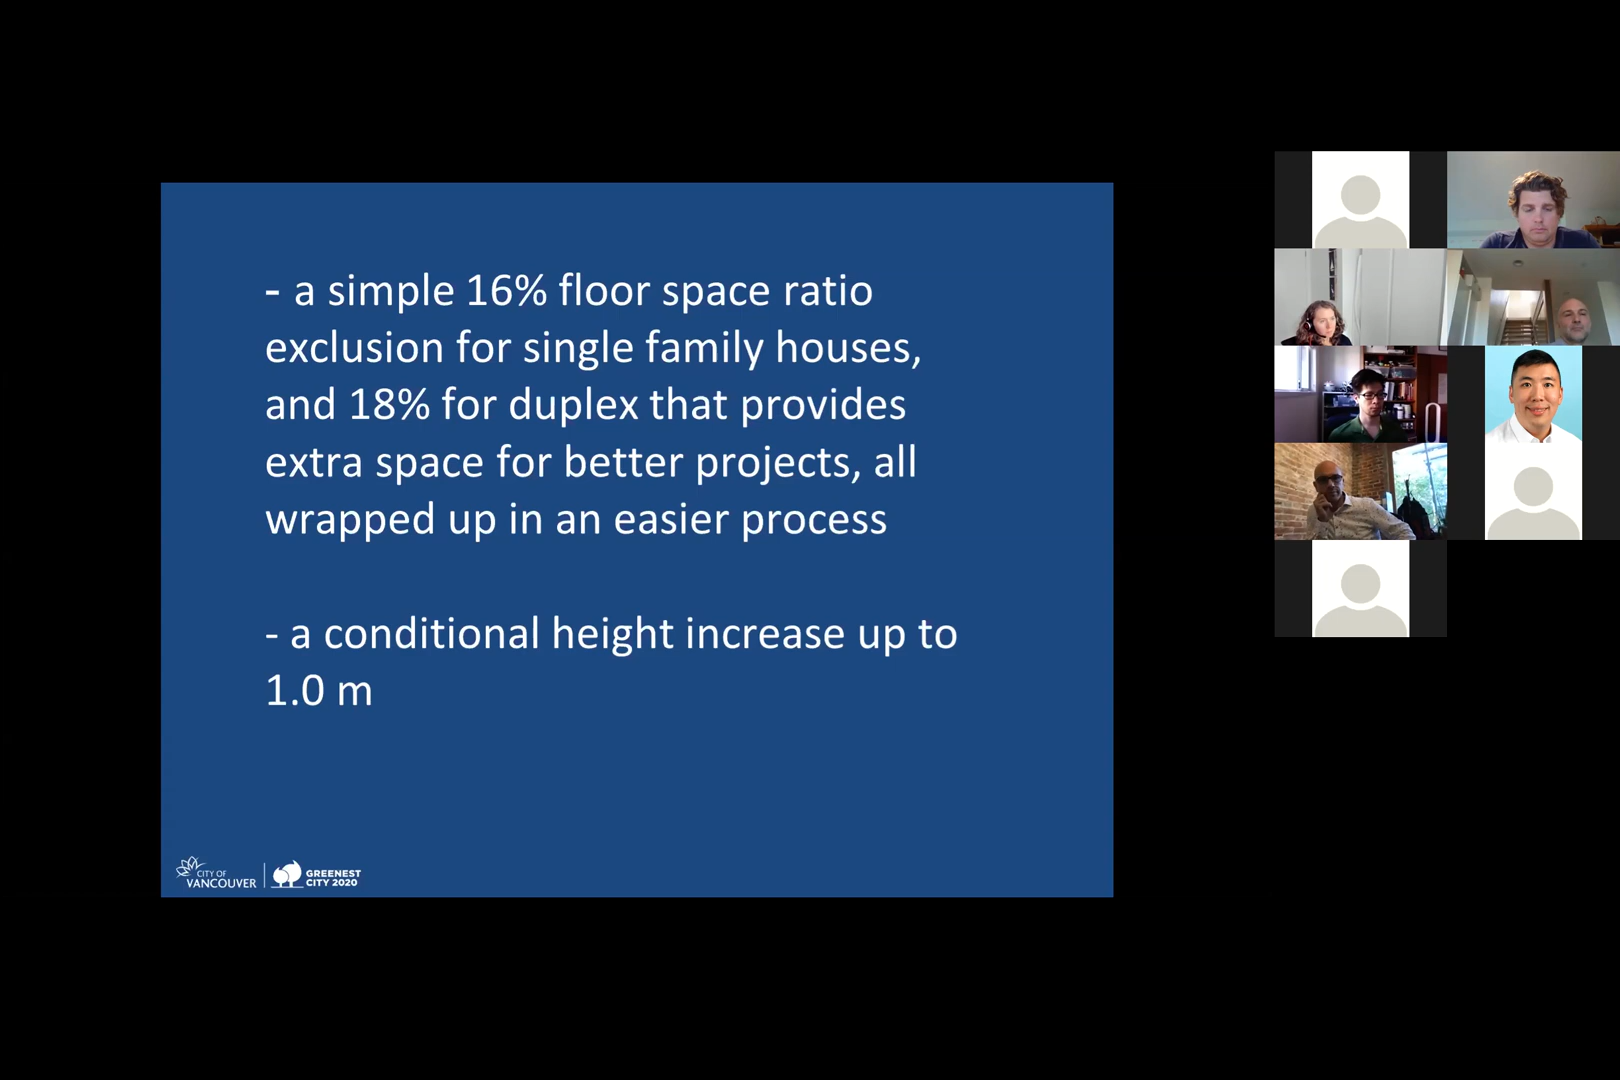 - a simple 16% floor space ratio
exclusion for single family houses,
and 18% for duplex that provides
extra space for better projects, all
wrapped up in an easier process
- a conditional height increase up to
1.0 m
CITY OF
VANCOUVER
GREENEST
CITY 2020